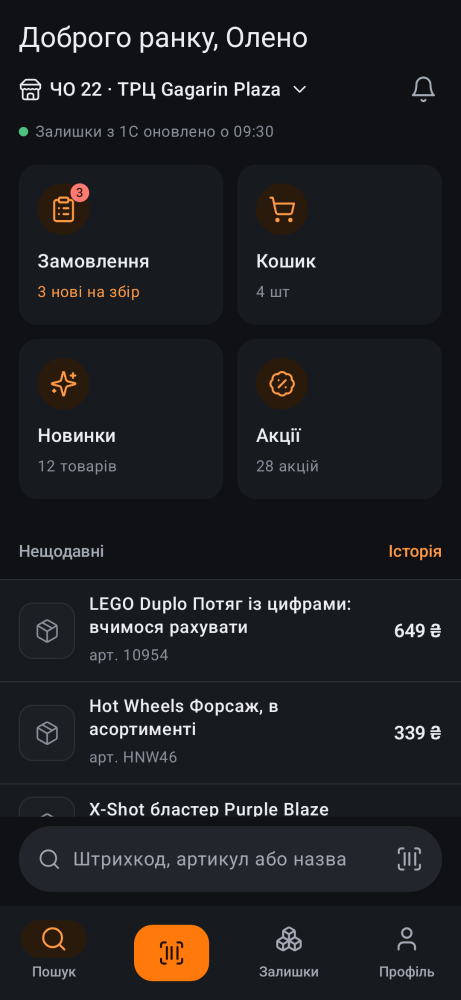 Доброго ранку, Олено
ЧО 22 · ТРЦ Gagarin Plaza
Залишки з 1С оновлено о 09:30
3
Замовлення
3 нові на збір
Кошик
4 шт
Новинки
12 товарів
Акції
28 акцій
Нещодавні
Історія
LEGO Duplo Потяг із цифрами:
вчимося рахувати
арт. 10954
649 ₴
Hot Wheels Форсаж, в
асортименті
арт. HNW46
339 ₴
X-Shot бластер Purple Blaze
Штрихкод, артикул або назва
Пошук
Залишки
Профіль